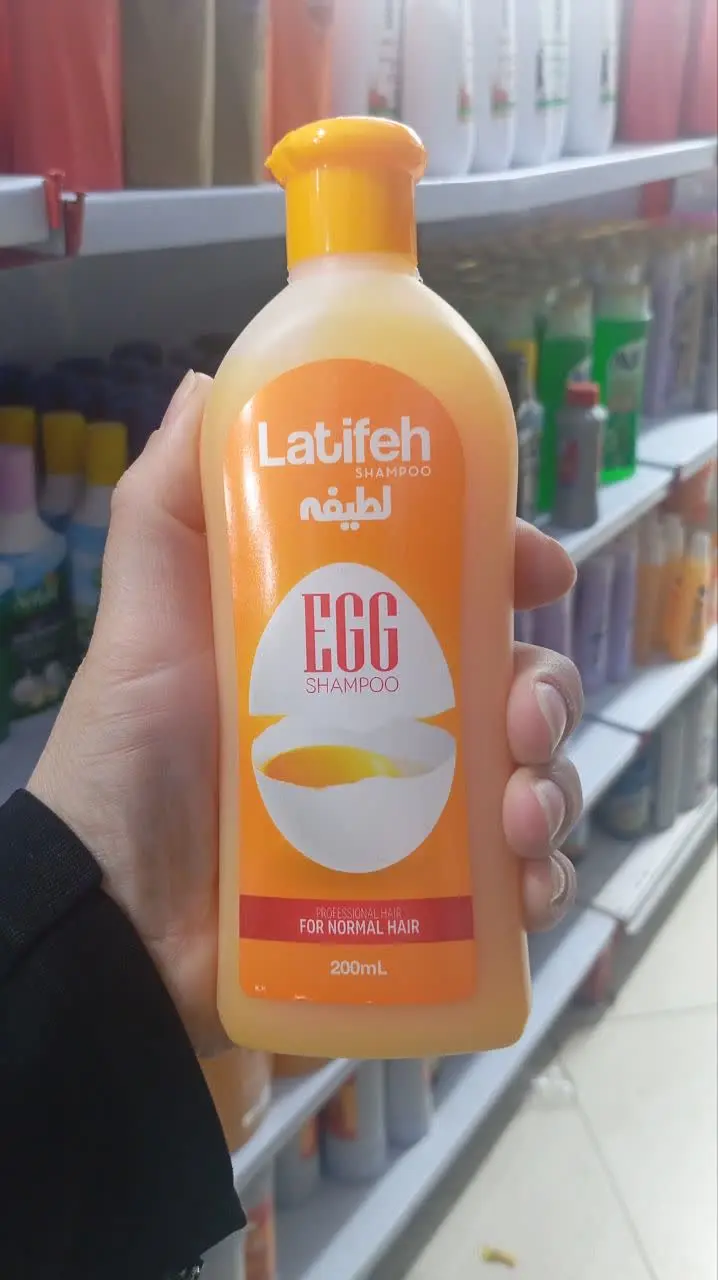 Latifeh
SHAMPOO
لطیفه
EGG
SHAMPOO
PROFESSIONAL HAIR
FOR NORMAL HAIR
200mL